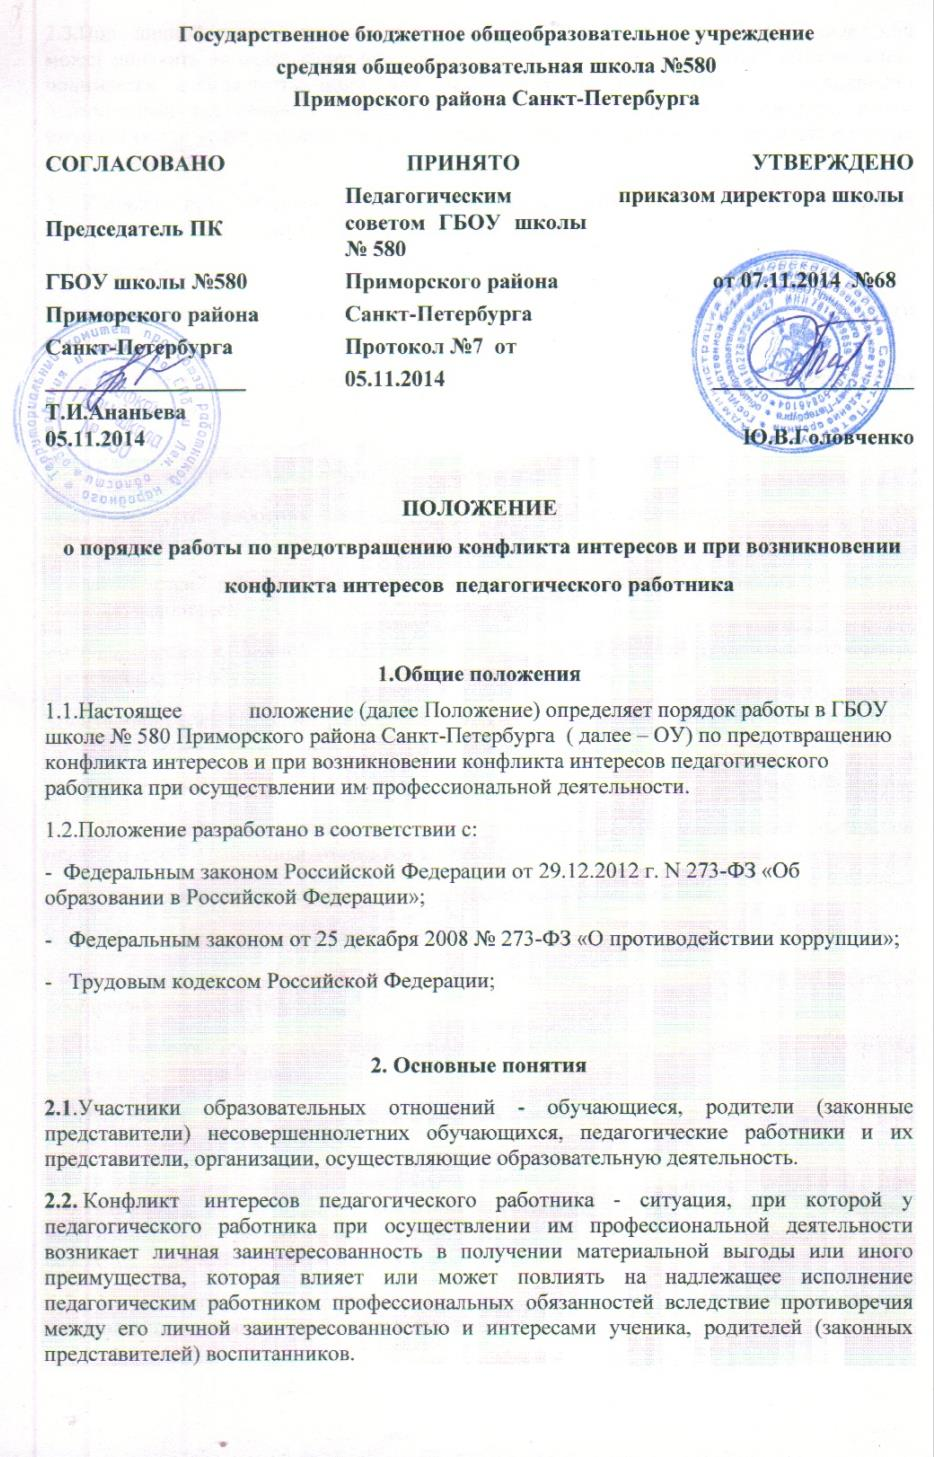 Государственное бюджетное общеобразовательное учреждение
средняя общеобразовательная школа №580
Приморского района Санкт-Петербурга
СОГЛАСОВАНО
Председатель ПК
ГБОУ школы №580
Приморского района
Санкт-Петербурга
Т.И.Ананьева
05.11.2014
ПРИНЯТО
Педагогическим
советом ГБОУ школы
№ 580
Приморского района
Санкт-Петербурга
Протокол №7 от
05.11.2014
УТВЕРЖДЕНО
приказом директора школы
от 07.11.2014 №68
Ю.В.Головченко
ПОЛОЖЕНИЕ
о порядке работы по предотвращению конфликта интересов и при возникновении
конфликта интересов педагогического работника
1.Общие положения
1.1.Настоящее положение (далее Положение) определяет порядок работы в ГБОУ
школе № 580 Приморского района Санкт-Петербурга ( далее – ОУ) по предотвращению
конфликта интересов и при возникновении конфликта интересов педагогического
работника при осуществлении им профессиональной деятельности.
1.2.Положение разработано в соответствии с:
- Федеральным законом Российской Федерации от 29.12.2012 г. N 273-ФЗ «Об
образовании в Российской Федерации»;
- Федеральным законом от 25 декабря 2008 № 273-ФЗ «О противодействии коррупции»;
- Трудовым кодексом Российской Федерации;
2. Основные понятия
2.1.Участники образовательных отношений - обучающиеся, родители (законные
представители) несовершеннолетних обучающихся, педагогические работники и их
представители, организации, осуществляющие образовательную деятельность.
2.2. Конфликт интересов педагогического работника - ситуация, при которой у
педагогического работника при осуществлении им профессиональной деятельности
возникает личная заинтересованность в получении материальной выгоды или иного
преимущества, которая влияет или может повлиять на надлежащее исполнение
педагогическим работником профессиональных обязанностей вследствие противоречия
между его личной заинтересованностью и интересами ученика, родителей (законных
представителей) воспитанников.